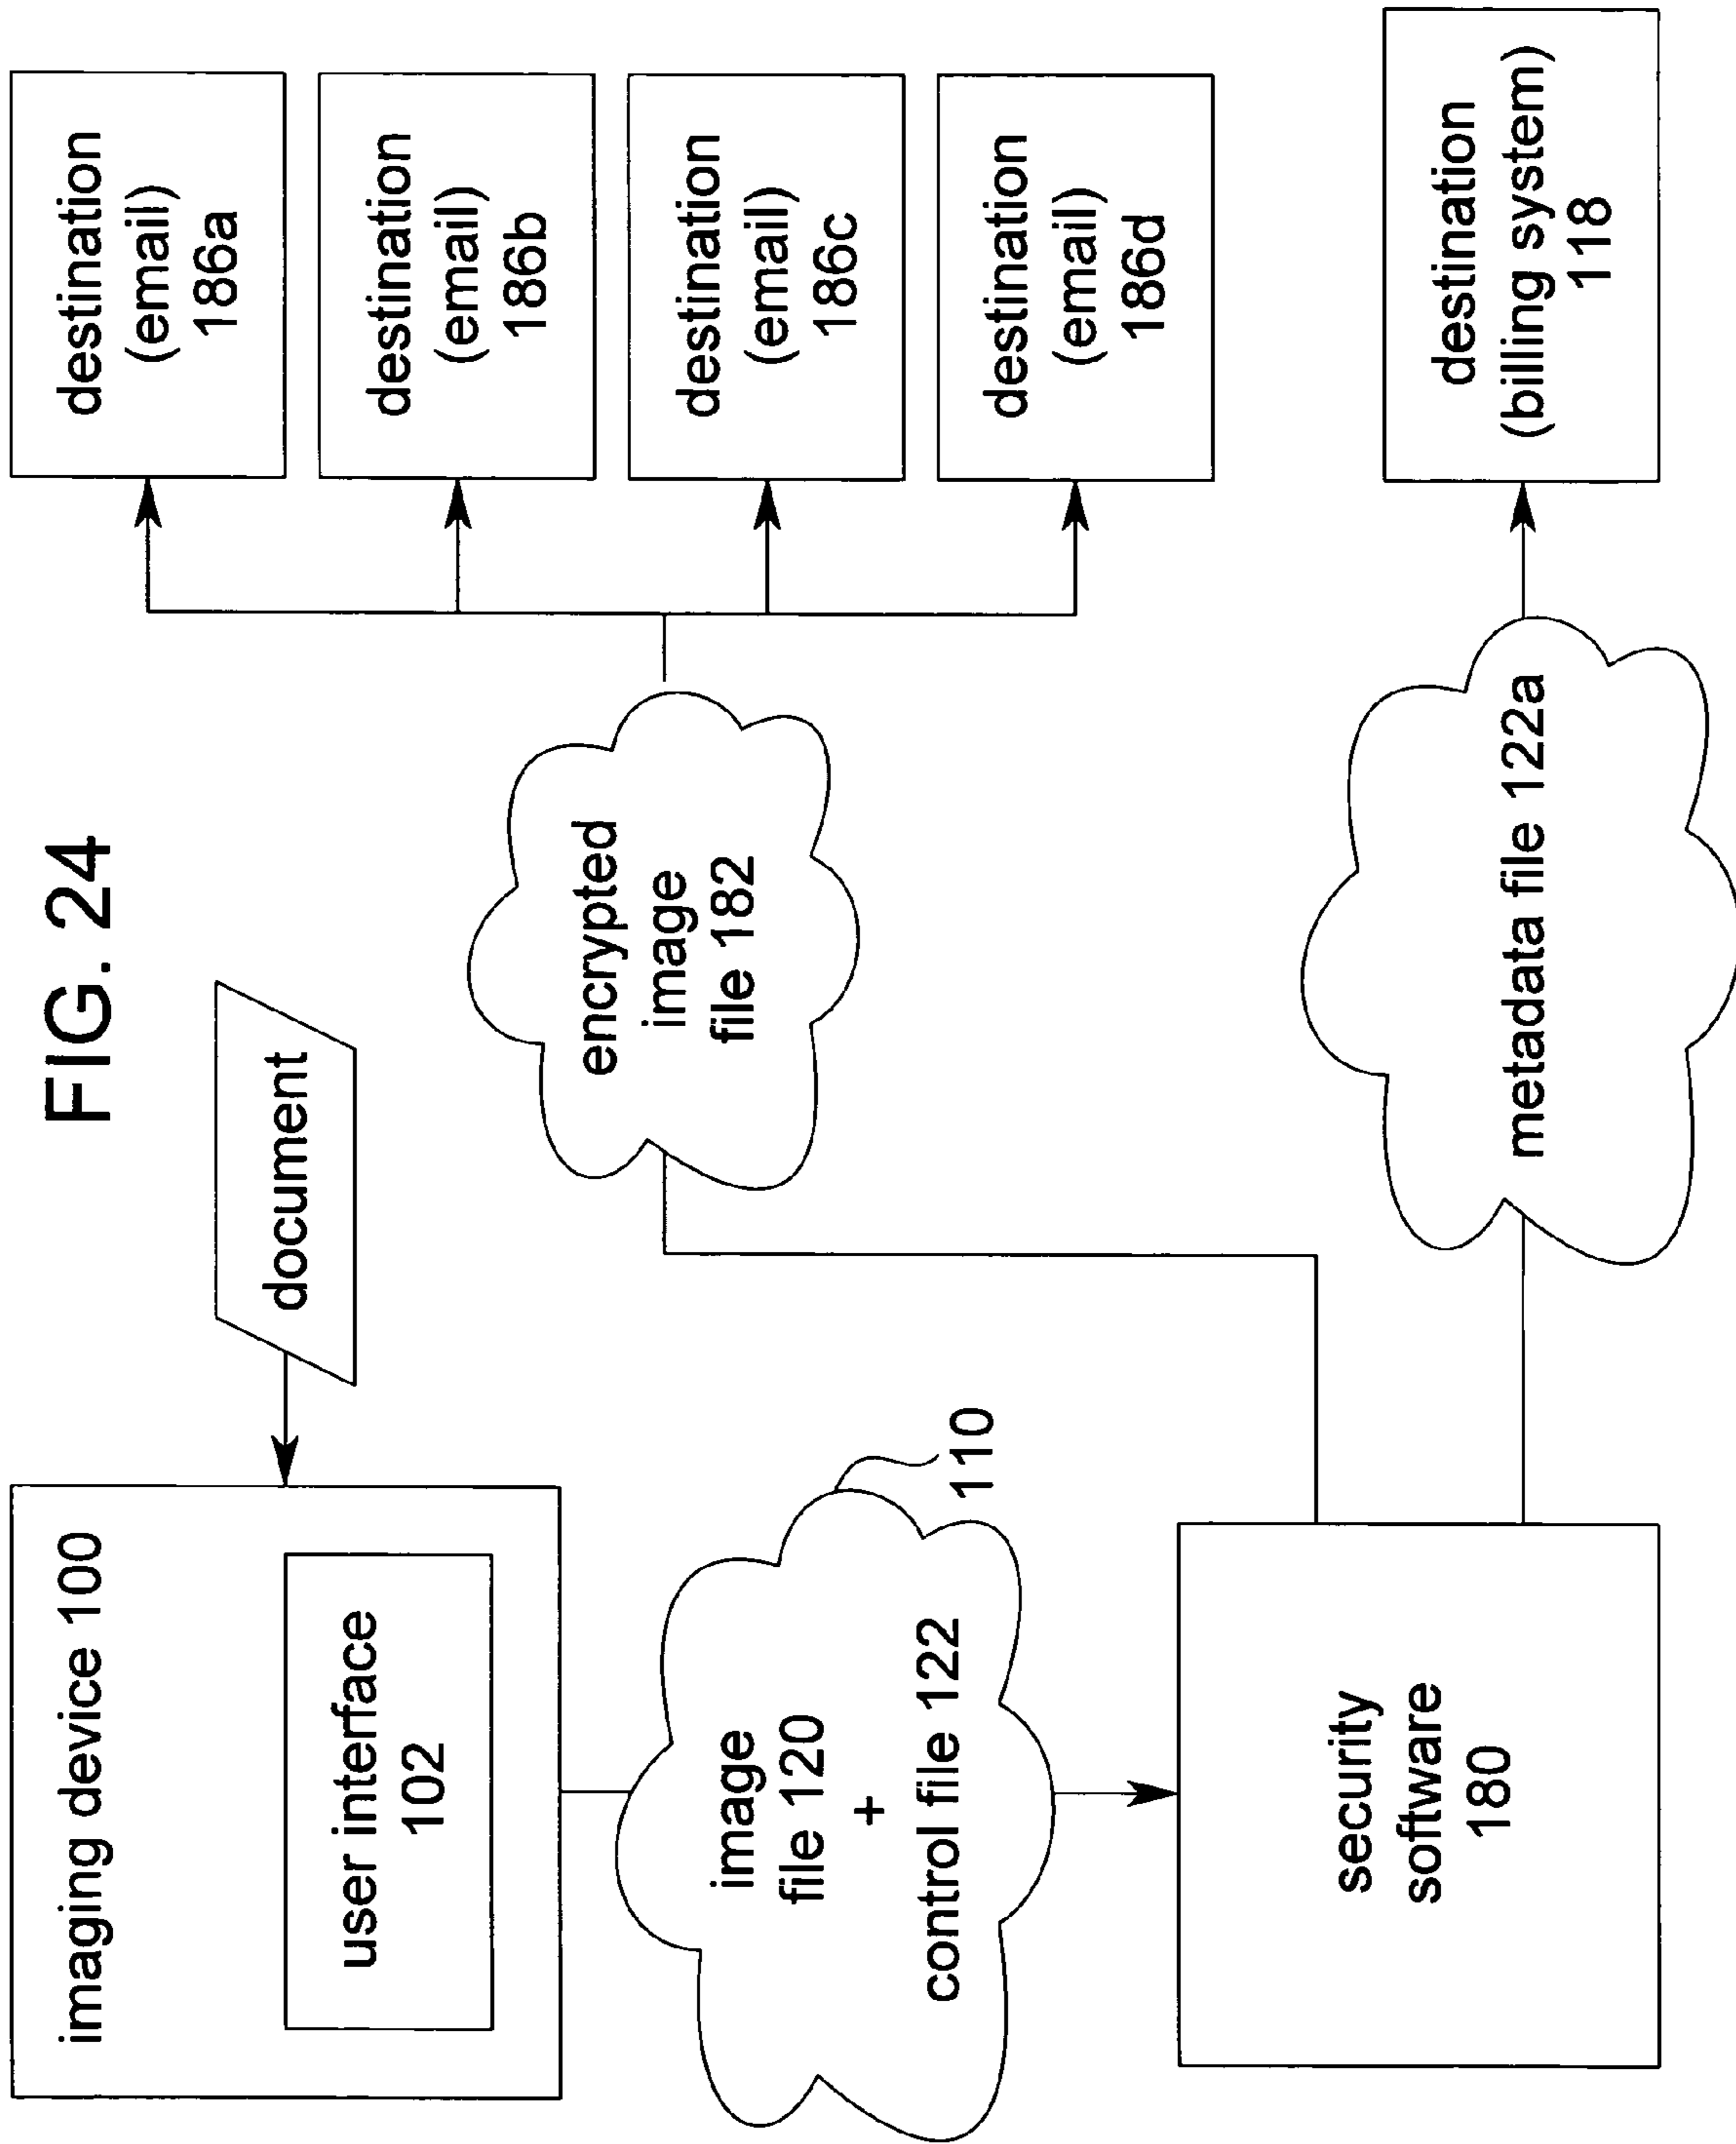 FIG. 24
imaging device 100
user interface
102
document
image
file 120
+
control file 122
110
security
software
180
encrypted
image
file 182
metadata file 122a
destination
(email)
186a
destination
(email)
186b
destination
(email)
186c
destination
(email)
186d
destination
(billing system)
118